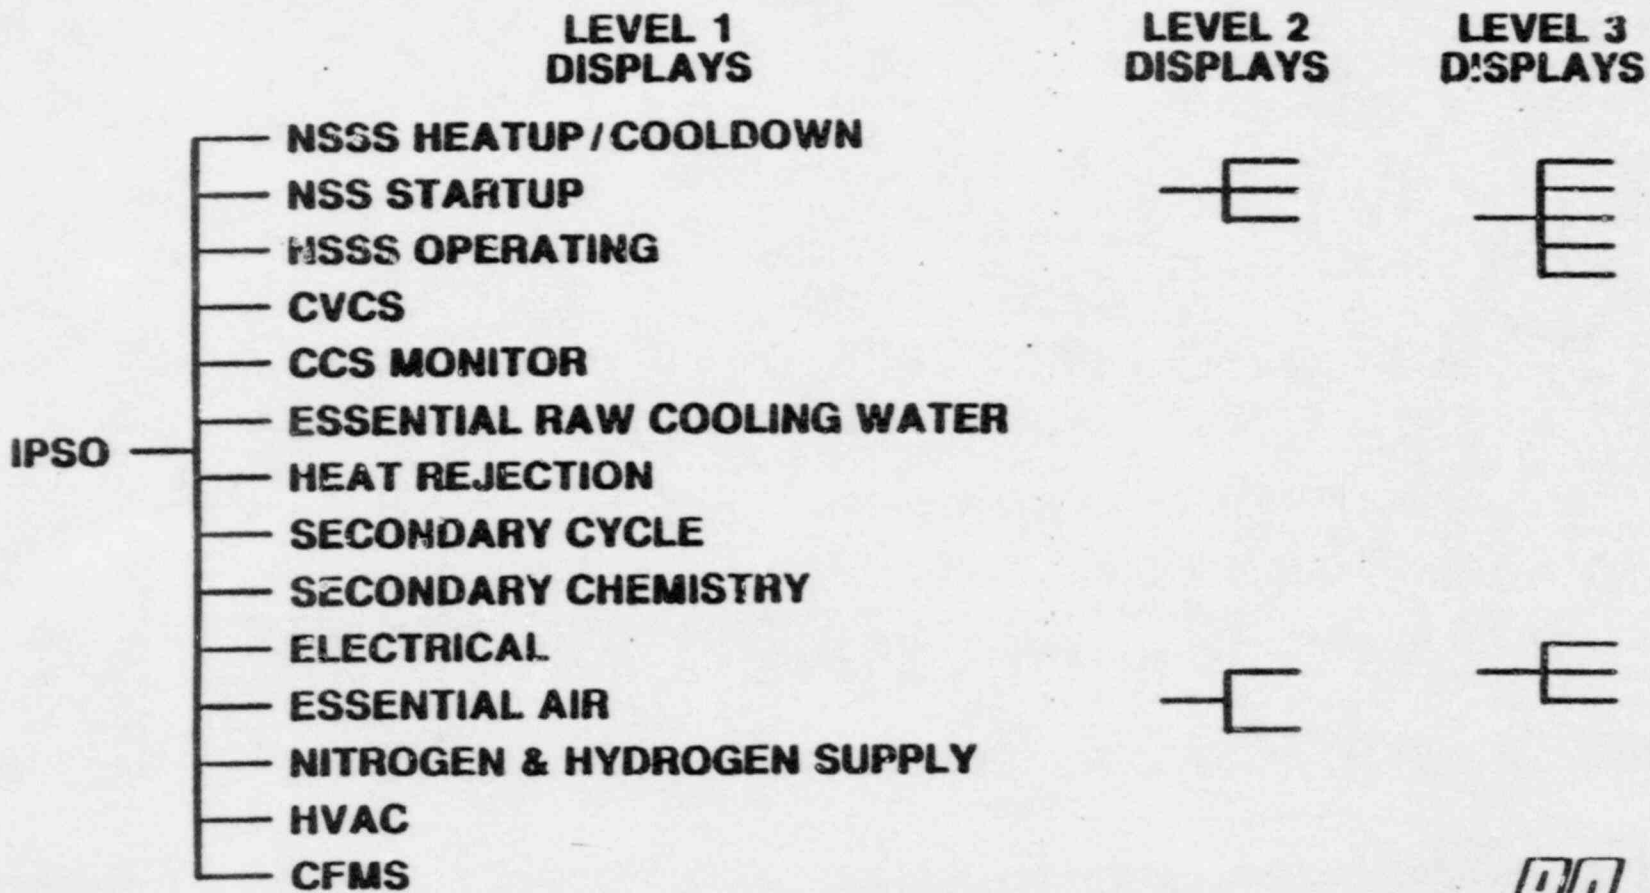 LEVEL 1
DISPLAYS
LEVEL 2
DISPLAYS
LEVEL 3
DISPLAYS
IPSO
NSSS HEATUP/COOLDOWN
NSS STARTUP
NSSS OPERATING
CVCS
CCS MONITOR
ESSENTIAL RAW COOLING WATER
HEAT REJECTION
SECONDARY CYCLE
SECONDARY CHEMISTRY
ELECTRICAL
ESSENTIAL AIR
NITROGEN & HYDROGEN SUPPLY
HVAC
CFMS